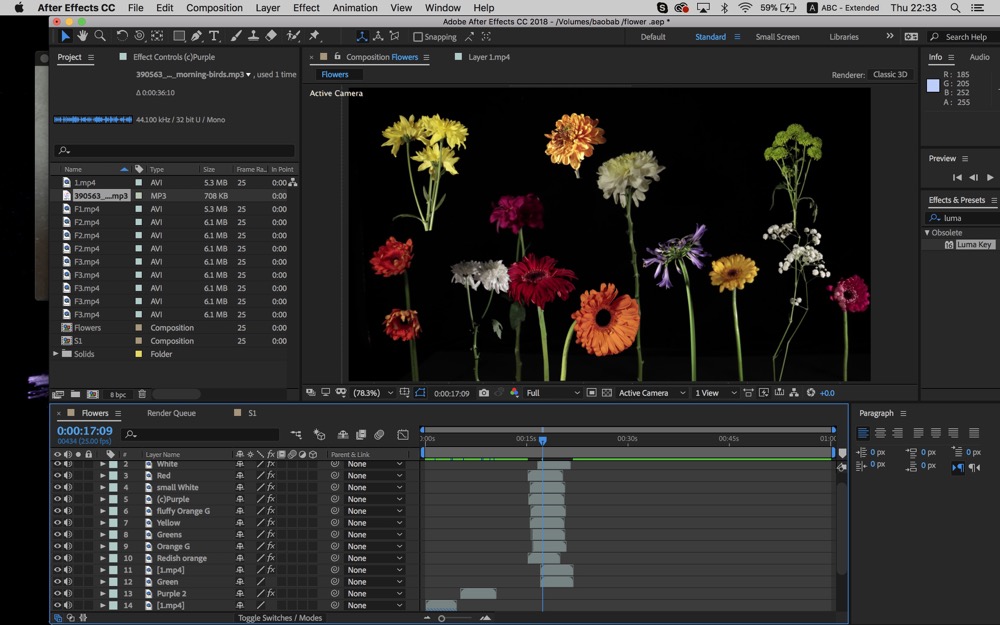 After Effects CC File Edit Composition Layer Effect Animation View Window Help 59% A ABC - Extended Thu 22:33
Adobe After Effects CC 2018 - /Volumes/baobab/flower .aep *
Snapping Default Standard Small Screen Libraries Search Help
Project Effect Controls (c)Purple
390563_..._morning-birds.mp3 , used 1 time
Δ 0:00:36:10
44.100 kHz / 32 bit U / Mono
Name Type Size Frame Ra.. In Point
1.mp4 AVI 5.3 MB 25 0:00
390563_...mp3 MP3 708 KB 0:00
F1.mp4 AVI 5.3 MB 25 0:00
F2.mp4 AVI 6.1 MB 25 0:00
F2.mp4 AVI 6.1 MB 25 0:00
F2.mp4 AVI 6.1 MB 25 0:00
F3.mp4 AVI 6.1 MB 25 0:00
F3.mp4 AVI 6.1 MB 25 0:00
F3.mp4 AVI 6.1 MB 25 0:00
F3.mp4 AVI 6.1 MB 25 0:00
F3.mp4 AVI 6.1 MB 25 0:00
Flowers Composition 25 0:00
S1 Composition 25 0:00
Solids Folder
8 bpc
Composition Flowers Layer 1.mp4
Flowers Renderer: Classic 3D
Active Camera
(78.3%) 0:00:17:09 Full Active Camera 1 View +0.0
Info Audio
R: 185
G: 205
B: 252
A: 255
Preview
Effects & Presets
luma
Obsolete
Luma Key
Flowers Render Queue S1
0:00:17:09
00434 (25.00 fps)
:00s 00:15s 00:30s 00:45s 01:00
# Layer Name fx Parent & Link
2 White None
3 Red fx None
4 small White fx None
5 (c)Purple fx None
6 fluffy Orange G fx None
7 Yellow fx None
8 Greens fx None
9 Orange G fx None
10 Redish orange fx None
11 [1.mp4] fx None
12 Green None
13 Purple 2 None
14 [1.mp4] None
Toggle Switches / Modes
Paragraph
0 px 0 px 0 px
0 px 0 px